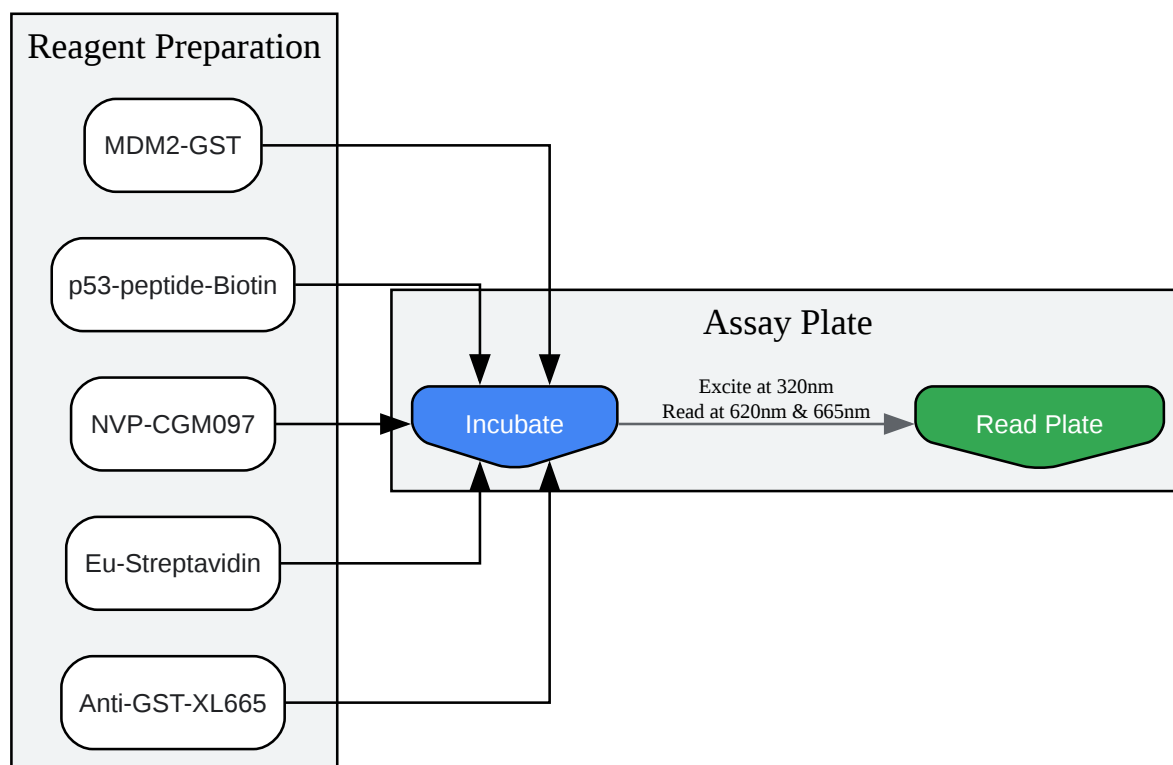 Reagent Preparation
MDM2-GST
p53-peptide-Biotin
NVP-CGM097
Eu-Streptavidin
Anti-GST-XL665
Assay Plate
Incubate
Excite at 320nm
Read at 620nm & 665nm
Read Plate